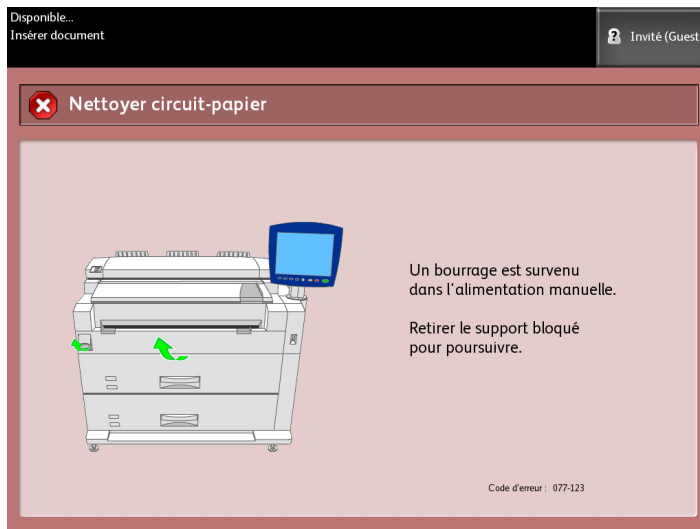 Disponible...
Insérer document
Invité (Guest
Nettoyer circuit-papier
Un bourrage est survenu
dans l'alimentation manuelle.
Retirer le support bloqué
pour poursuivre.
Code d'erreur : 077-123